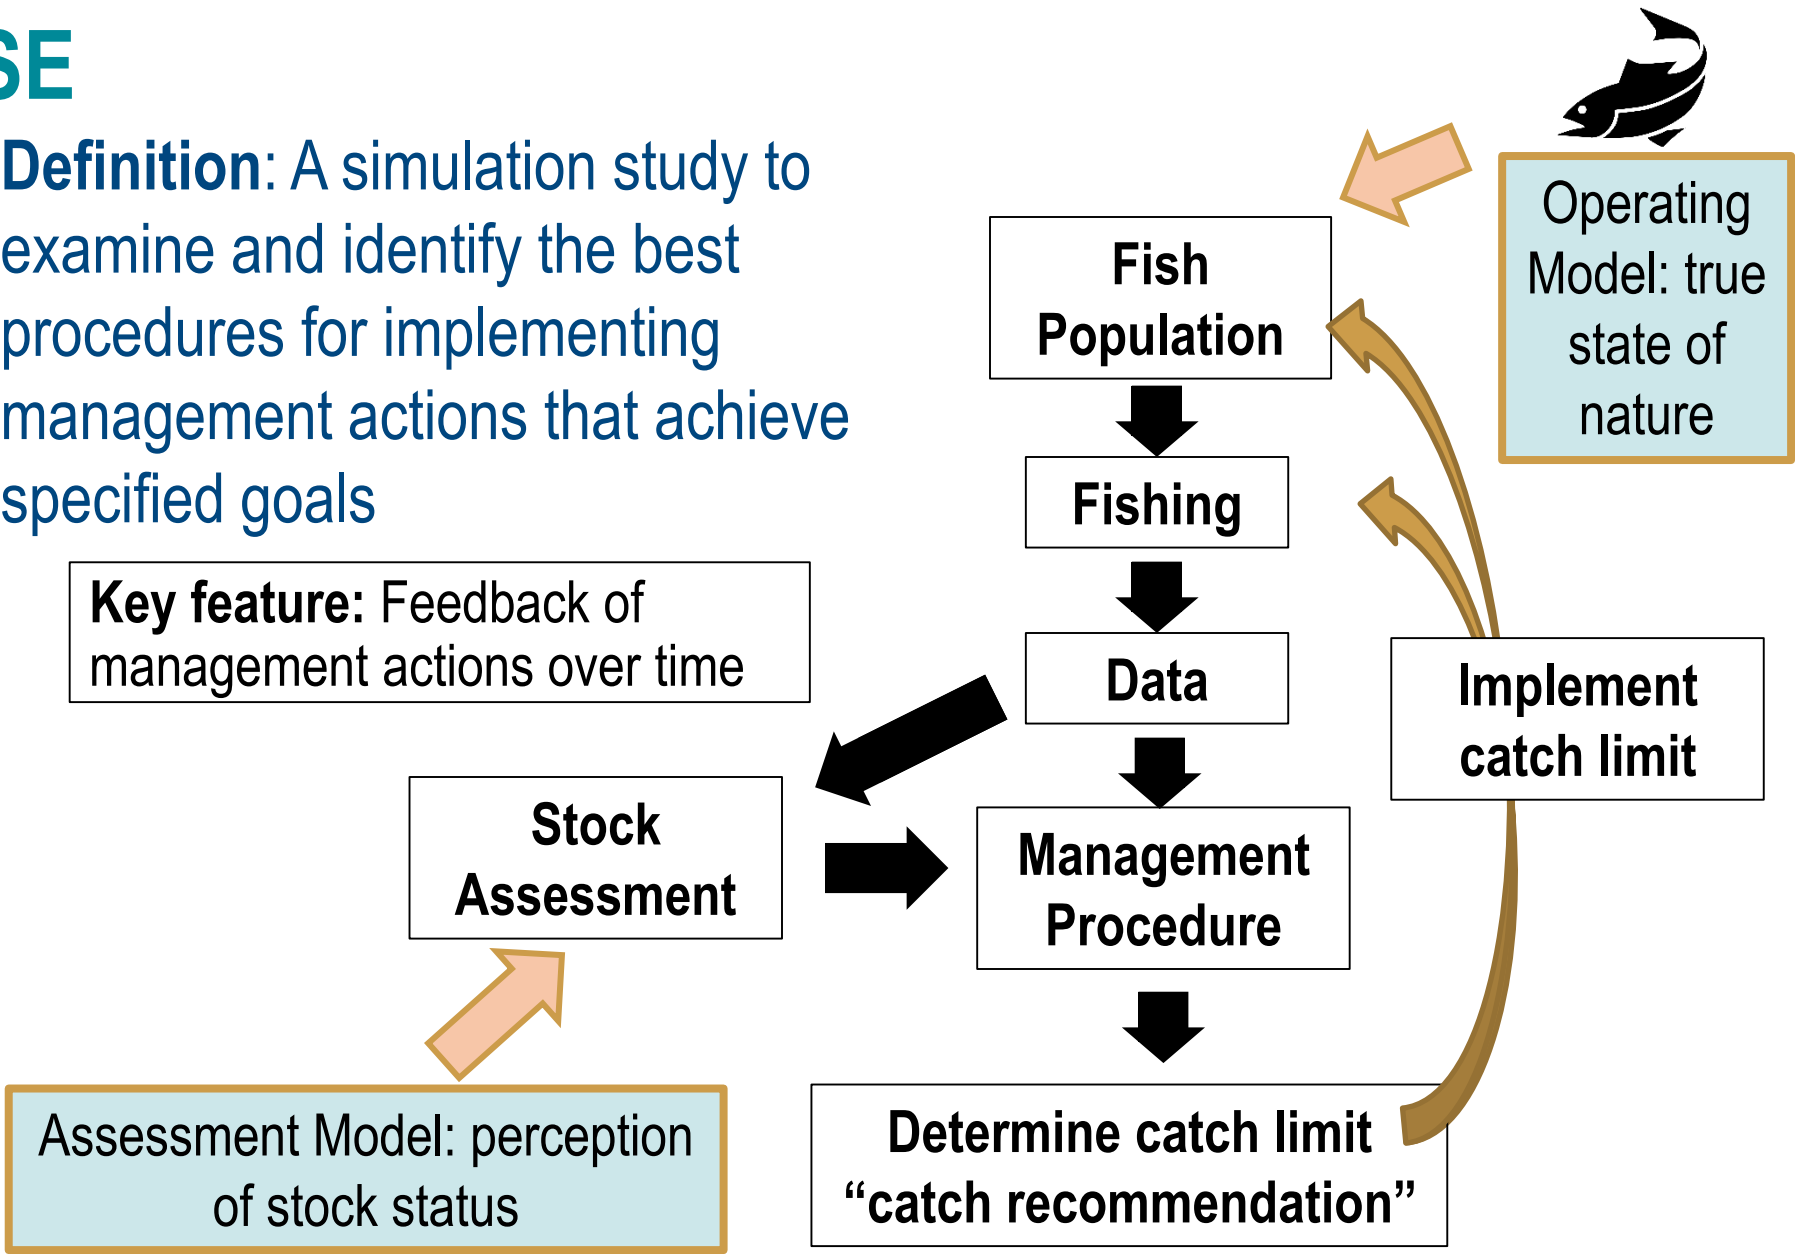 SE
Definition: A simulation study to
examine and identify the best
procedures for implementing
management actions that achieve
specified goals
Key feature: Feedback of
management actions over time
Operating
Model: true
state of
nature
Fish
Population
Fishing
Data
Implement
catch limit
Stock
Assessment
Management
Procedure
Assessment Model: perception
of stock status
Determine catch limit
“catch recommendation”